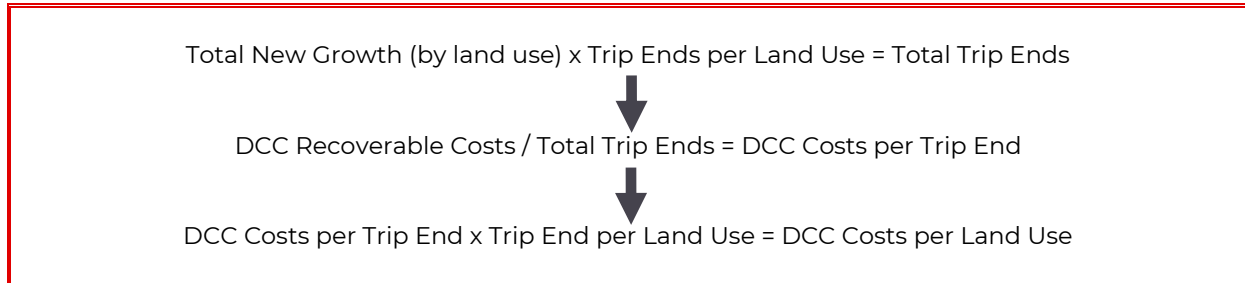 Total New Growth (by land use) x Trip Ends per Land Use = Total Trip Ends
DCC Recoverable Costs / Total Trip Ends = DCC Costs per Trip End
DCC Costs per Trip End x Trip End per Land Use = DCC Costs per Land Use